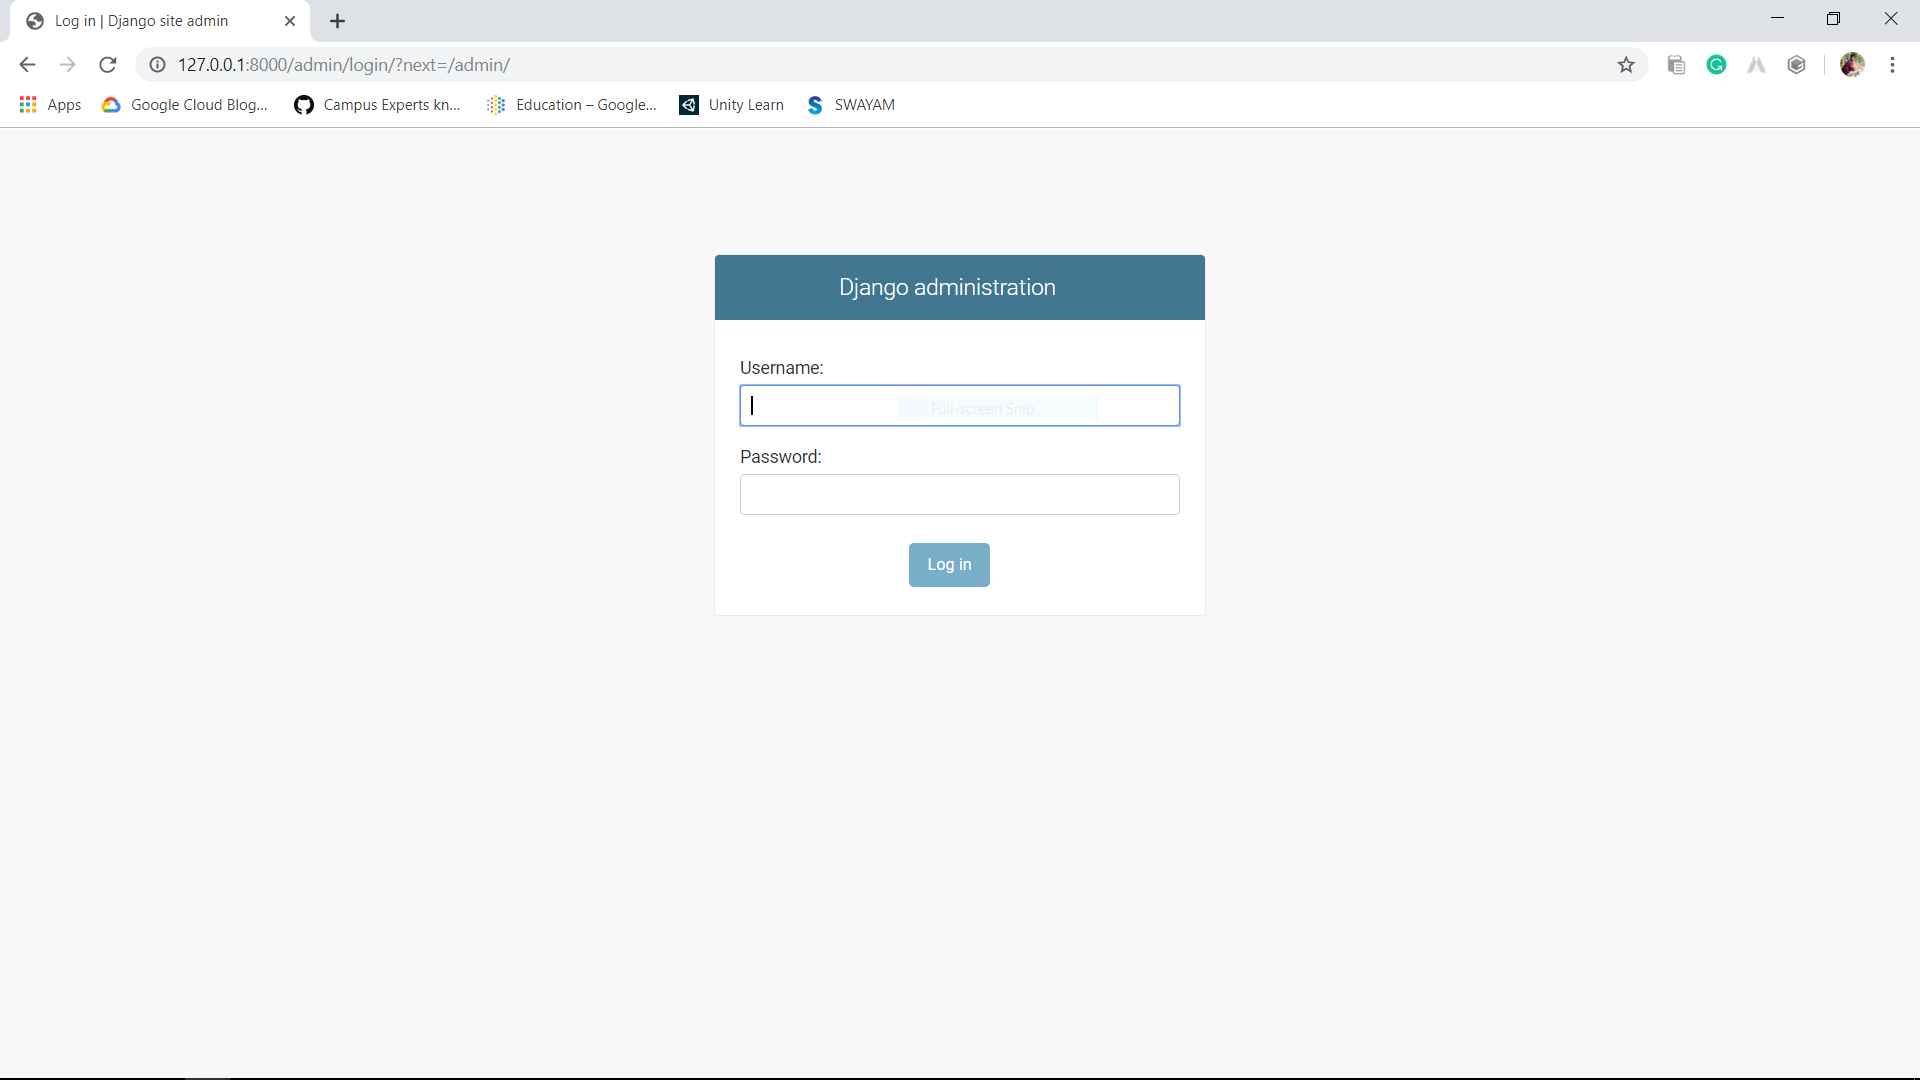 Log in | Django site admin
127.0.0.1:8000/admin/login/?next=/admin/
Apps
Google Cloud Blog...
Campus Experts kn...
Education – Google...
Unity Learn
SWAYAM
Django administration
Username:
Full-screen Snip
Password:
Log in